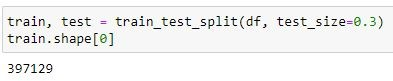 train, test = train_test_split(df, test_size=0.3)
train.shape[0]
397129